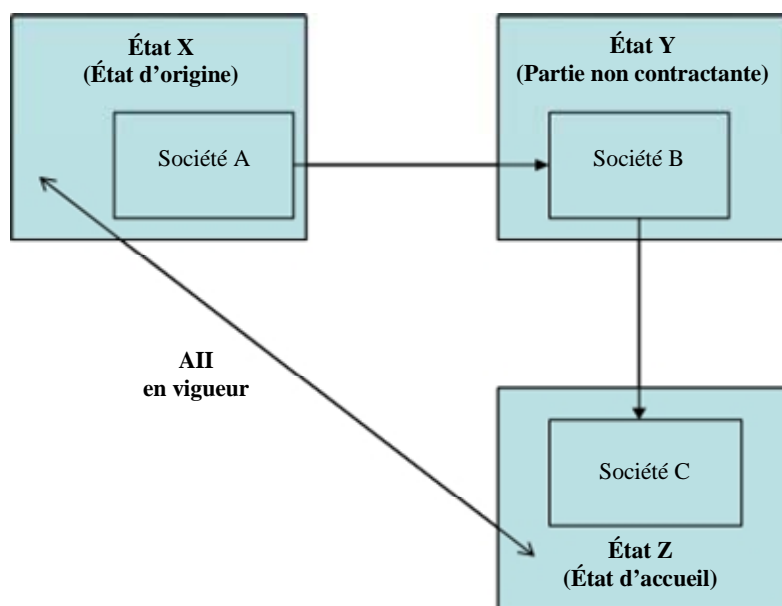 État X
(État d’origine)
État Y
(Partie non contractante)
Société A
Société B
AII
en vigueur
Société C
État Z
(État d’accueil)